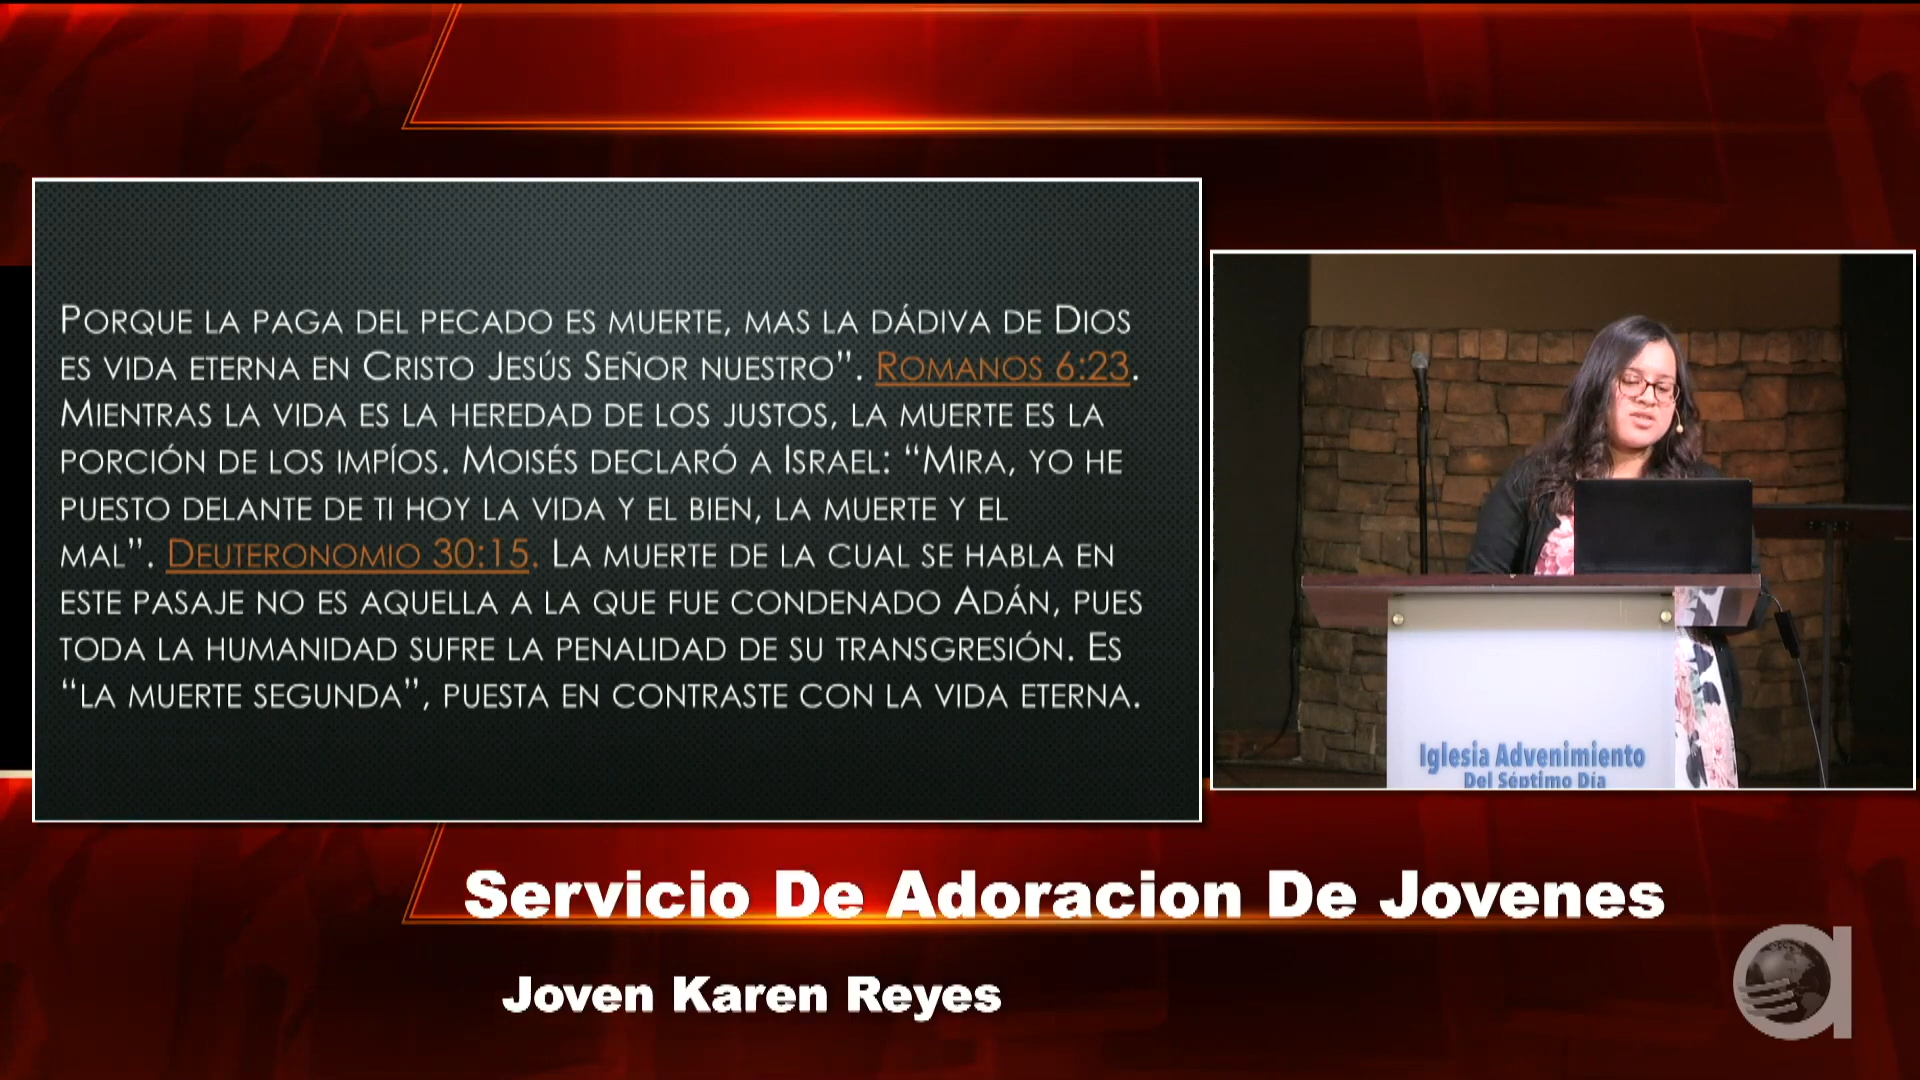 Porque la paga del pecado es muerte, mas la dádiva de Dios
es vida eterna en Cristo Jesús Señor nuestro”. Romanos 6:23.
Mientras la vida es la heredad de los justos, la muerte es la
porción de los impíos. Moisés declaró a Israel: “Mira, yo he
puesto delante de ti hoy la vida y el bien, la muerte y el
mal”. Deuteronomio 30:15. La muerte de la cual se habla en
este pasaje no es aquella a la que fue condenado Adán, pues
toda la humanidad sufre la penalidad de su transgresión. Es
“la muerte segunda”, puesta en contraste con la vida eterna.
Iglesia Advenimiento
Del Séptimo Día
Servicio De Adoracion De Jovenes
Joven Karen Reyes